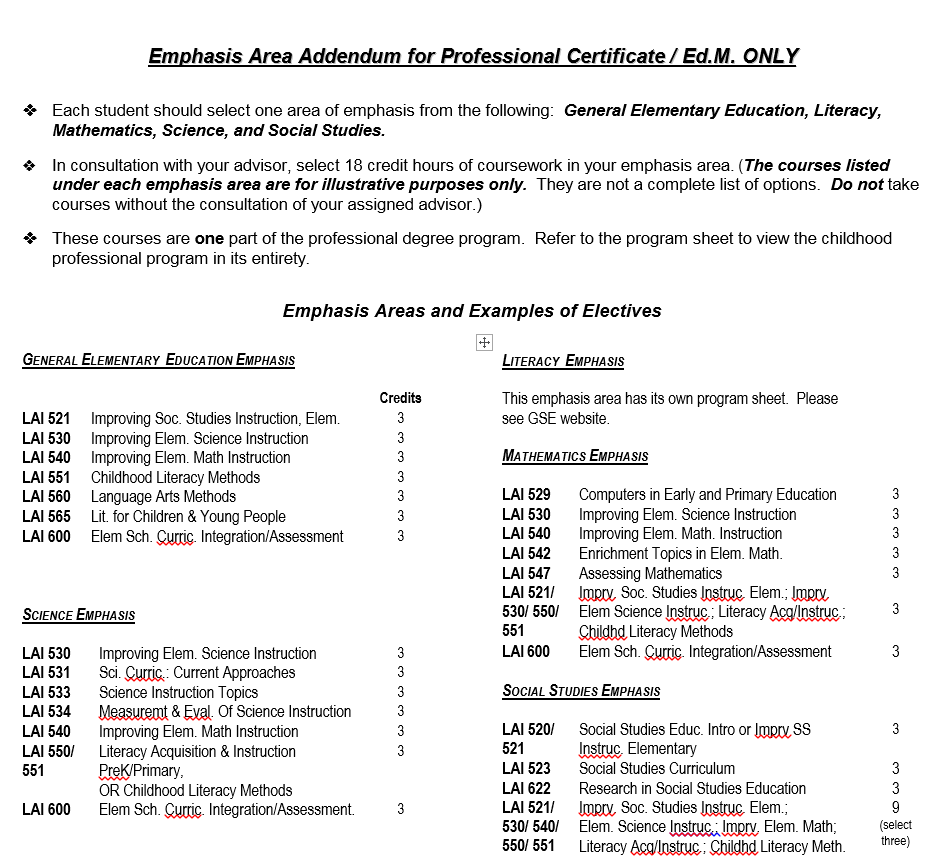 Emphasis Area Addendum for Professional Certificate / Ed.M. ONLY
❖ Each student should select one area of emphasis from the following: General Elementary Education, Literacy,
Mathematics, Science, and Social Studies.
❖ In consultation with your advisor, select 18 credit hours of coursework in your emphasis area. (The courses listed
under each emphasis area are for illustrative purposes only. They are not a complete list of options. Do not take
courses without the consultation of your assigned advisor.)
❖ These courses are one part of the professional degree program. Refer to the program sheet to view the childhood
professional program in its entirety.
Emphasis Areas and Examples of Electives
GENERAL ELEMENTARY EDUCATION EMPHASIS
Credits
LAI 521 Improving Soc. Studies Instruction, Elem. 3
LAI 530 Improving Elem. Science Instruction 3
LAI 540 Improving Elem. Math Instruction 3
LAI 551 Childhood Literacy Methods 3
LAI 560 Language Arts Methods 3
LAI 565 Lit. for Children & Young People 3
LAI 600 Elem Sch. Curric. Integration/Assessment 3
SCIENCE EMPHASIS
LAI 530 Improving Elem. Science Instruction 3
LAI 531 Sci. Curric.: Current Approaches 3
LAI 533 Science Instruction Topics 3
LAI 534 Measuremt & Eval. Of Science Instruction 3
LAI 540 Improving Elem. Math Instruction 3
LAI 550/ Literacy Acquisition & Instruction 3
551 PreK/Primary,
OR Childhood Literacy Methods
LAI 600 Elem Sch. Curric. Integration/Assessment. 3
LITERACY EMPHASIS
This emphasis area has its own program sheet. Please
see GSE website.
MATHEMATICS EMPHASIS
LAI 529 Computers in Early and Primary Education 3
LAI 530 Improving Elem. Science Instruction 3
LAI 540 Improving Elem. Math. Instruction 3
LAI 542 Enrichment Topics in Elem. Math. 3
LAI 547 Assessing Mathematics 3
LAI 521/ Imprv. Soc. Studies Instruc. Elem.; Imprv.
530/ 550/ Elem Science Instruc.; Literacy Acq/Instruc.; 3
551 Childhd Literacy Methods
LAI 600 Elem Sch. Curric. Integration/Assessment 3
SOCIAL STUDIES EMPHASIS
LAI 520/ Social Studies Educ. Intro or Imprv SS 3
521 Instruc. Elementary
LAI 523 Social Studies Curriculum 3
LAI 622 Research in Social Studies Education 3
LAI 521/ Imprv. Soc. Studies Instruc. Elem.; 9
530/ 540/ Elem. Science Instruc.; Imprv. Elem. Math; (select
550/ 551 Literacy Acq/Instruc.; Childhd Literacy Meth. three)